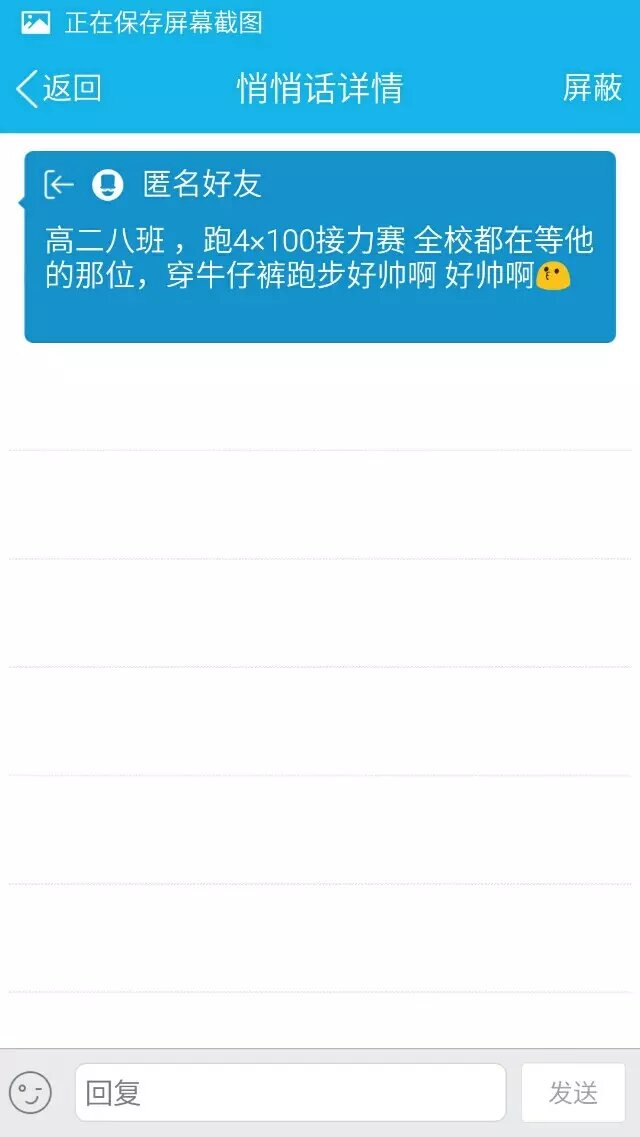 正在保存屏幕截图
返回 悄悄话详情 屏蔽
匿名好友
高二八班 ，跑4×100接力赛 全校都在等他
的那位，穿牛仔裤跑步好帅啊 好帅啊
回复 发送